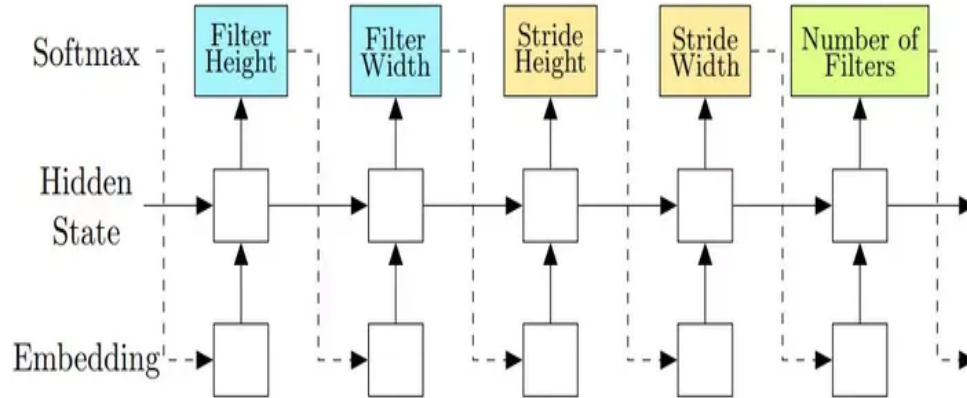 Softmax
Filter
Height
Filter
Width
Stride
Height
Stride
Width
Number of
Filters
Hidden
State
Embedding